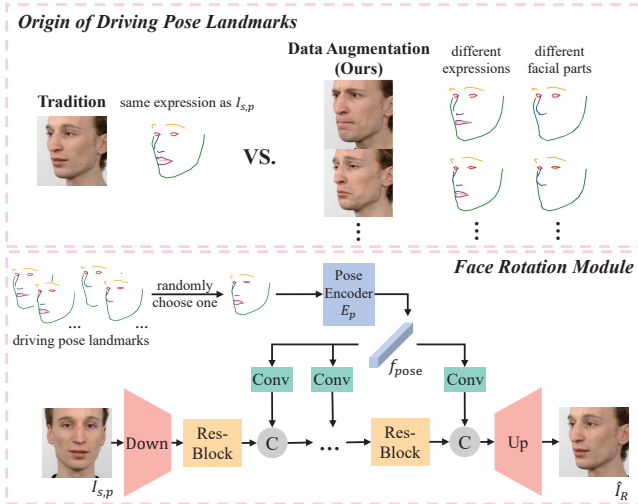 Origin of Driving Pose Landmarks
Tradition
same expression as I_{s,p}
VS.
Data Augmentation
(Ours)
different
expressions
different
facial parts
Face Rotation Module
randomly
choose one
...
...
driving pose landmarks
Pose
Encoder
E_p
f_pose
Conv
Conv
Conv
Down
Res-
Block
C
...
Res-
Block
C
Up
I_{s,p}
Î_R